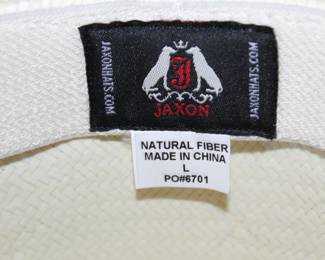 JAXONHATS.COM
J
JAXON
JAXONHATS.COM
NATURAL FIBER
MADE IN CHINA
L
PO#6701